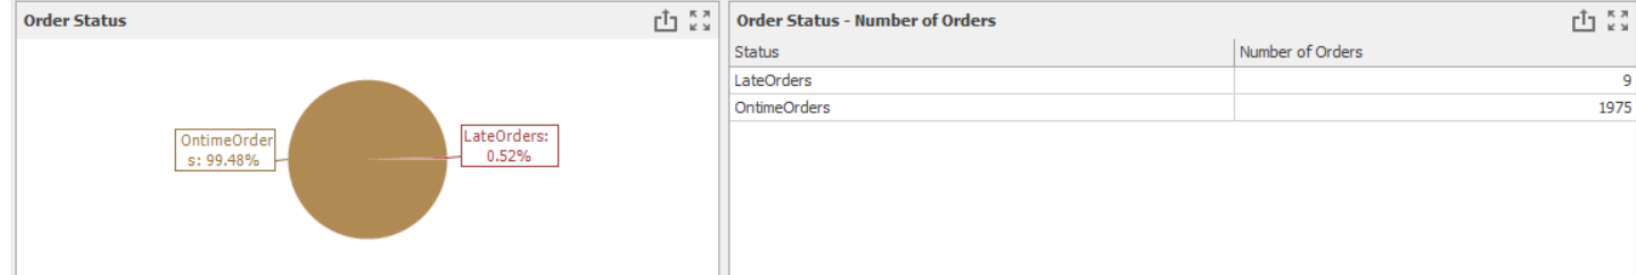 Order Status
OntimeOrder
s: 99.48%
LateOrders:
0.52%
Order Status - Number of Orders
Status Number of Orders
LateOrders 9
OntimeOrders 1975